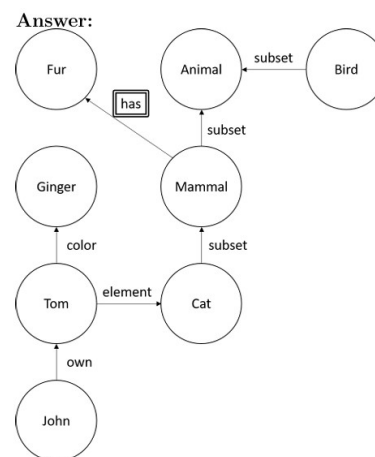 Answer:
Fur
Animal
subset
Bird
has
subset
Ginger
Mammal
color
subset
Tom
element
Cat
own
John